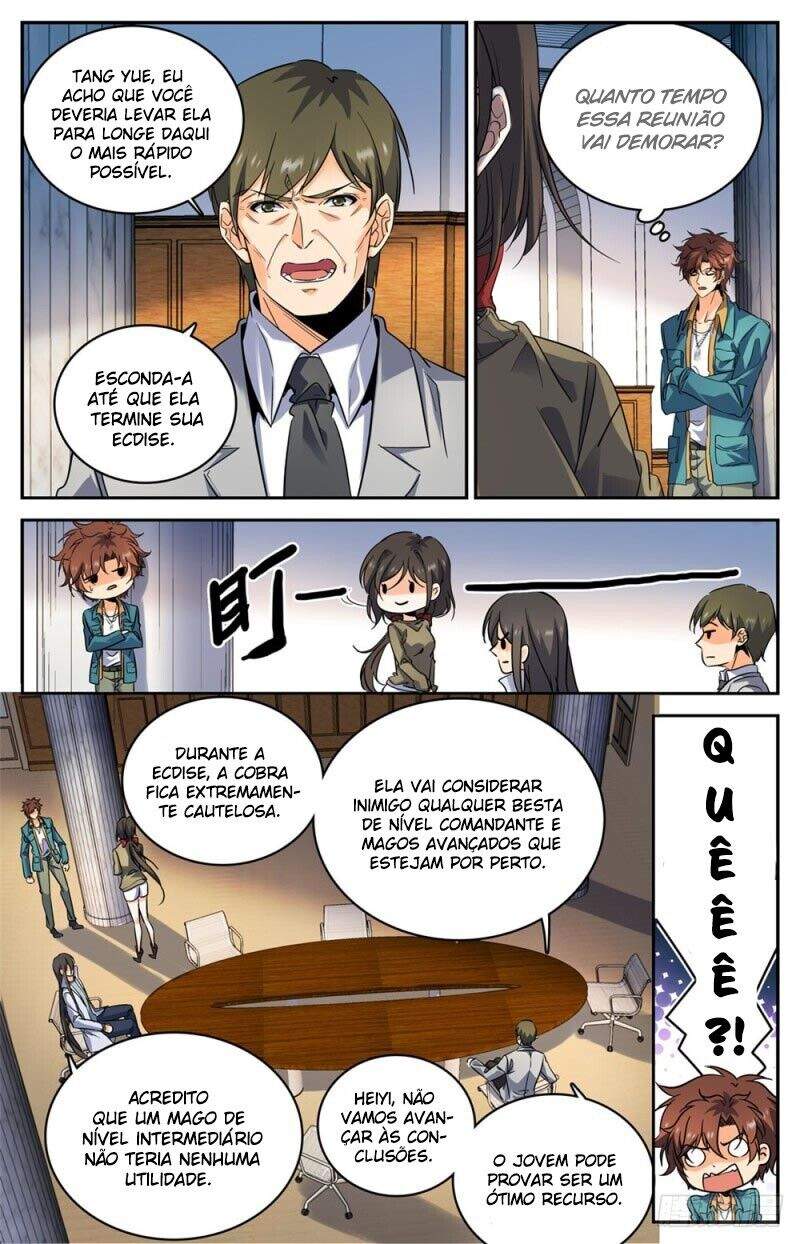 TANG YUE, EU
ACHO QUE VOCÊ
DEVERIA LEVAR ELA
PARA LONGE DAQUI
O MAIS RÁPIDO
POSSÍVEL.
ESCONDA-A
ATÉ QUE ELA
TERMINE SUA
ECDISE.
QUANTO TEMPO
ESSA REUNIÃO
VAI DEMORAR?
盯一
DURANTE A
ECDISE, A COBRA
FICA EXTREMAMEN-
TE CAUTELOSA.
ELA VAI CONSIDERAR
INIMIGO QUALQUER BESTA
DE NÍVEL COMANDANTE E
MAGOS AVANÇADOS QUE
ESTEJAM POR PERTO.
QUÊÊÊ?!
ACREDITO
QUE UM MAGO DE
NÍVEL INTERMEDIÁRIO
NÃO TERIA NENHUMA
UTILIDADE.
HEIYI, NÃO
VAMOS AVAN-
ÇAR ÀS CON-
CLUSÕES.
O JOVEM PODE
PROVAR SER UM
ÓTIMO RECURSO.